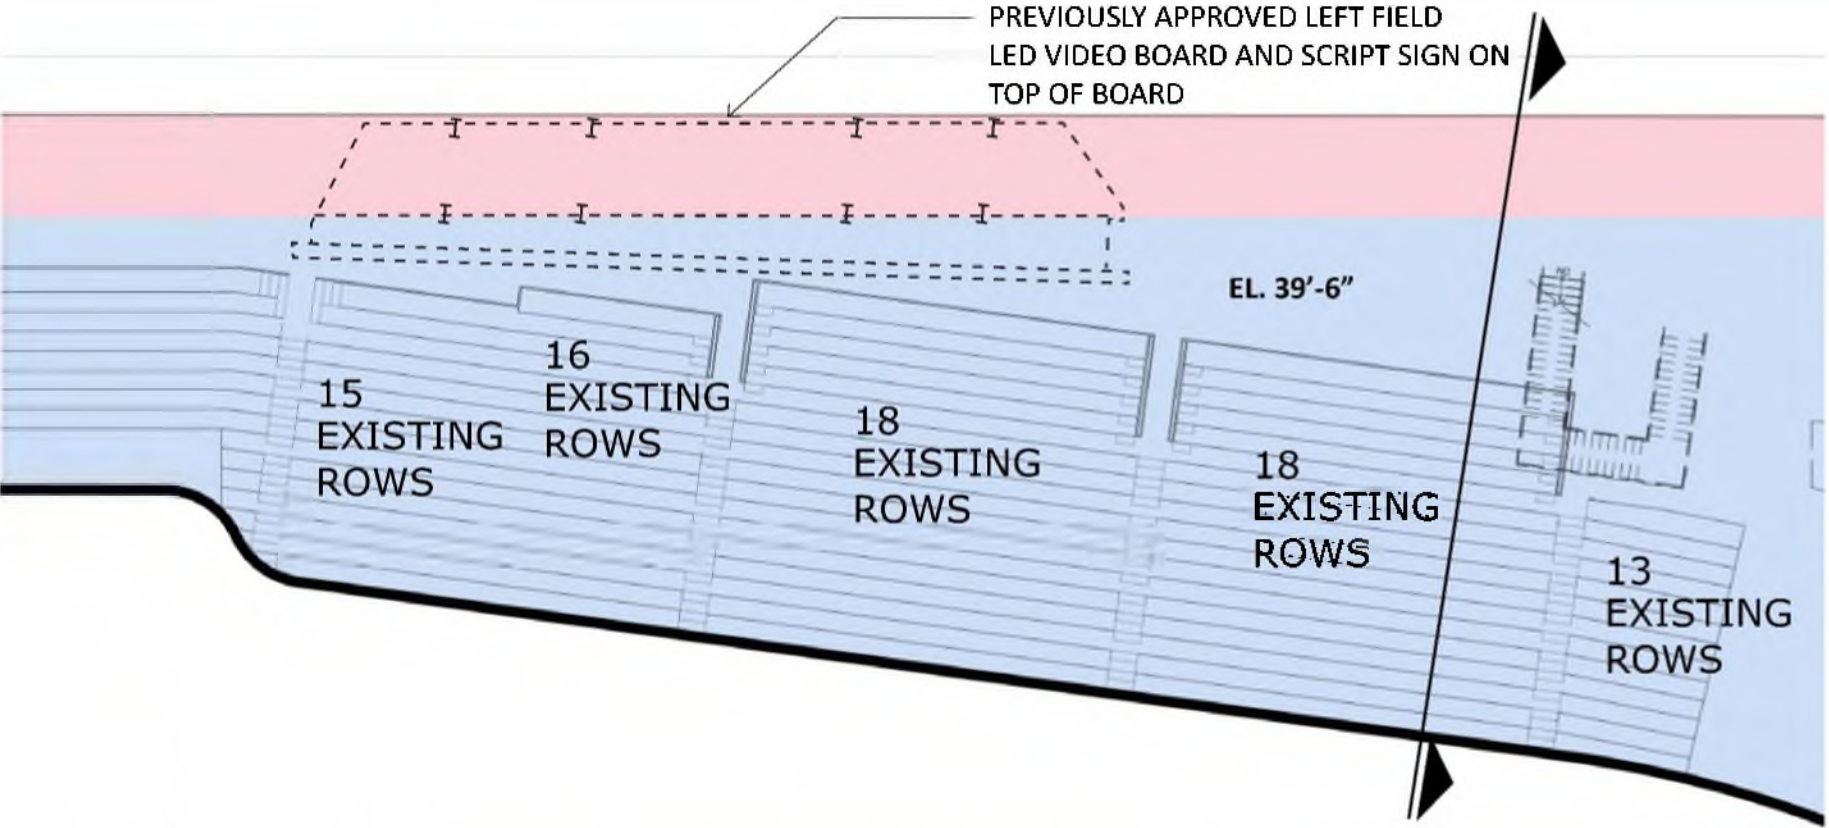 PREVIOUSLY APPROVED LEFT FIELD
LED VIDEO BOARD AND SCRIPT SIGN ON
TOP OF BOARD
EL. 39'-6"
15
EXISTING
ROWS
16
EXISTING
ROWS
18
EXISTING
ROWS
18
EXISTING
ROWS
13
EXISTING
ROWS